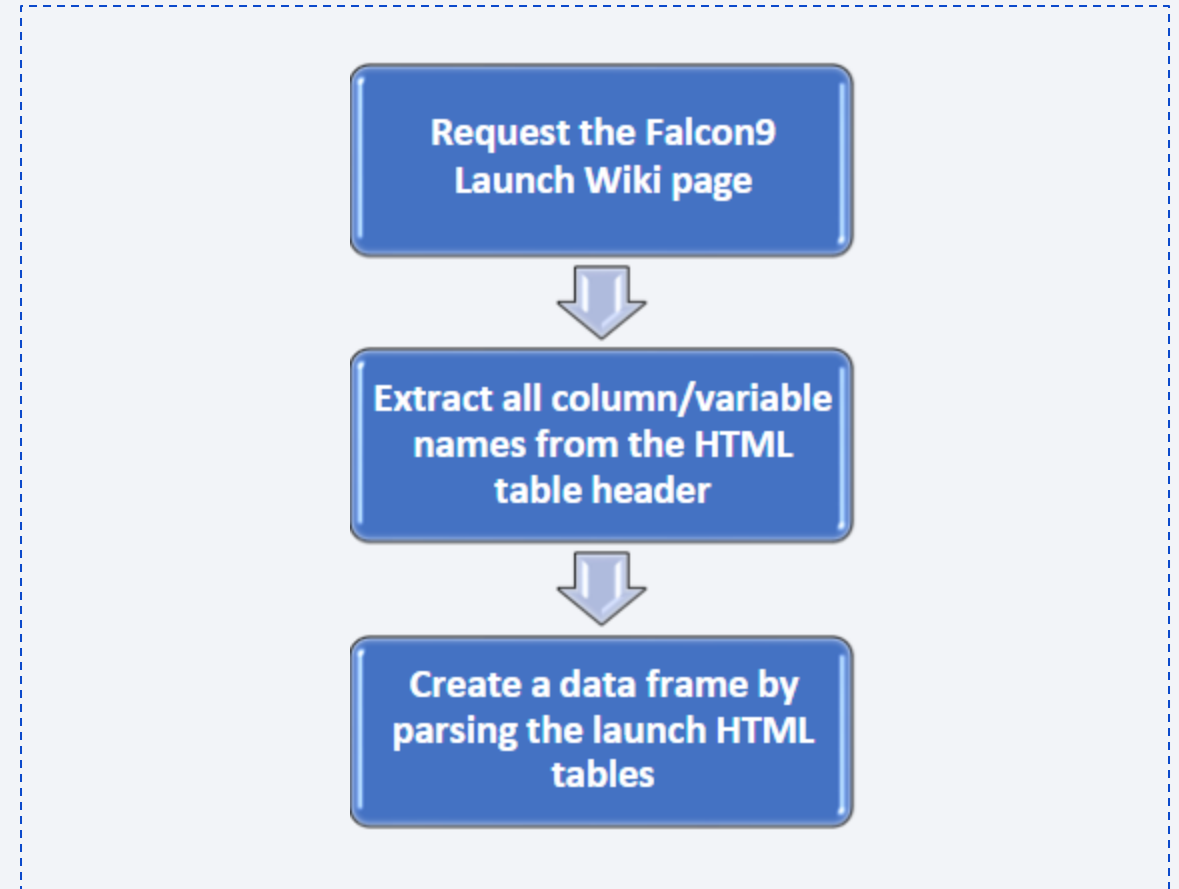 Request the Falcon9
Launch Wiki page
Extract all column/variable
names from the HTML
table header
Create a data frame by
parsing the launch HTML
tables